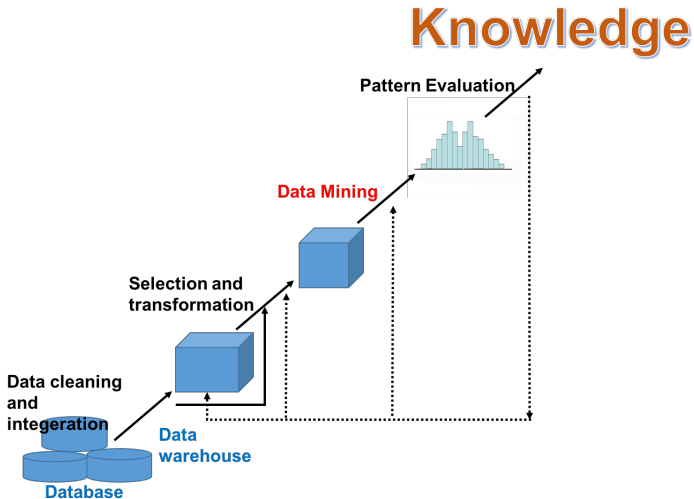 Knowledge
Pattern Evaluation
Data Mining
Selection and
transformation
Data cleaning
and
integeration
Data
warehouse
Database